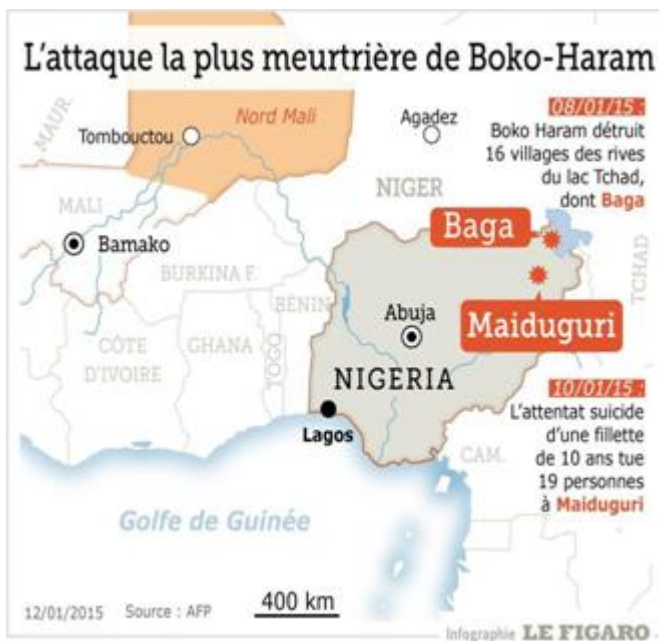 L'attaque la plus meurtrière de Boko-Haram
MAUR.
Nord Mali
Tombouctou
Agadez
08/01/15 :
Boko Haram détruit
16 villages des rives
du lac Tchad,
dont Baga
NIGER
MALI
Baga
Bamako
TCHAD
BURKINA F.
BÉNIN
Abuja
Maiduguri
CÔTE
D'IVOIRE
GHANA
TOGO
NIGERIA
10/01/15 :
L'attentat suicide
d'une fillette
de 10 ans tue
19 personnes
à Maiduguri
Lagos
CAM.
Golfe de Guinée
400 km
12/01/2015 Source : AFP
Infographie LE FIGARO